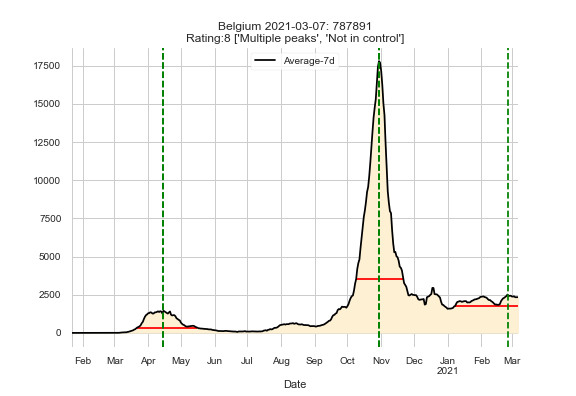 Belgium 2021-03-07: 787891
Rating:8 ['Multiple peaks', 'Not in control']
Average-7d
17500
15000
12500
10000
7500
5000
2500
0
Feb Mar Apr May Jun Jul Aug Sep Oct Nov Dec Jan Feb Mar
2021
Date